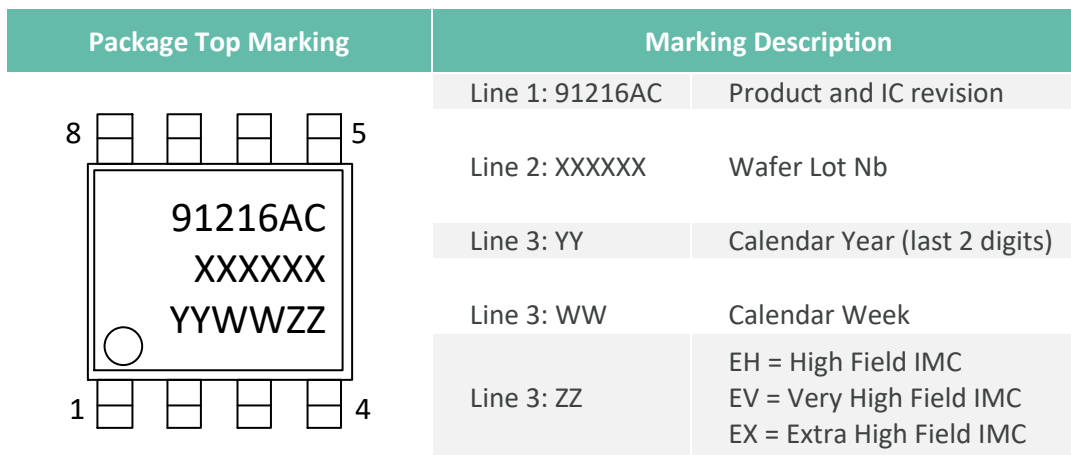 Package Top Marking
Marking Description
8
5
91216AC
XXXXXX
YYWWZZ
1
4
Line 1: 91216AC Product and IC revision
Line 2: XXXXXX Wafer Lot Nb
Line 3: YY Calendar Year (last 2 digits)
Line 3: WW Calendar Week
Line 3: ZZ
EH = High Field IMC
EV = Very High Field IMC
EX = Extra High Field IMC